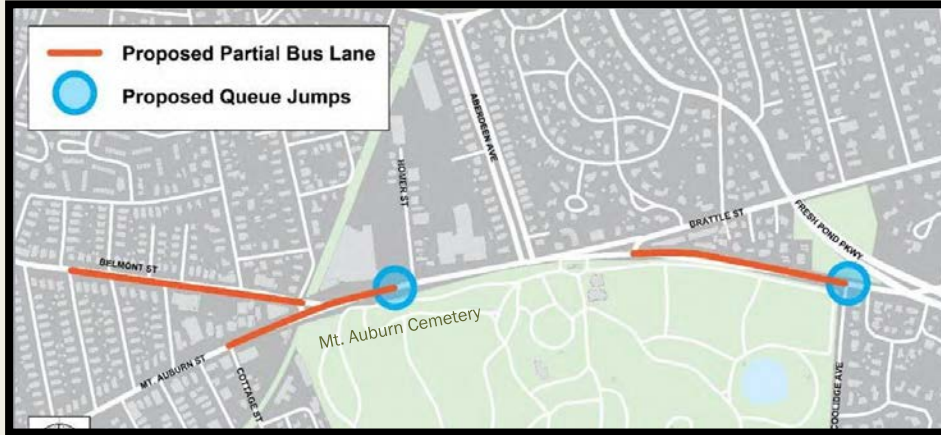 Proposed Partial Bus Lane
Proposed Queue Jumps
ABERDEEN AVE
HOMER ST
BRATTLE ST
FRESH POND PKWY
BELMONT ST
Mt. Auburn Cemetery
MT. AUBURN ST
COTTAGE ST
COOLIDGE AVE